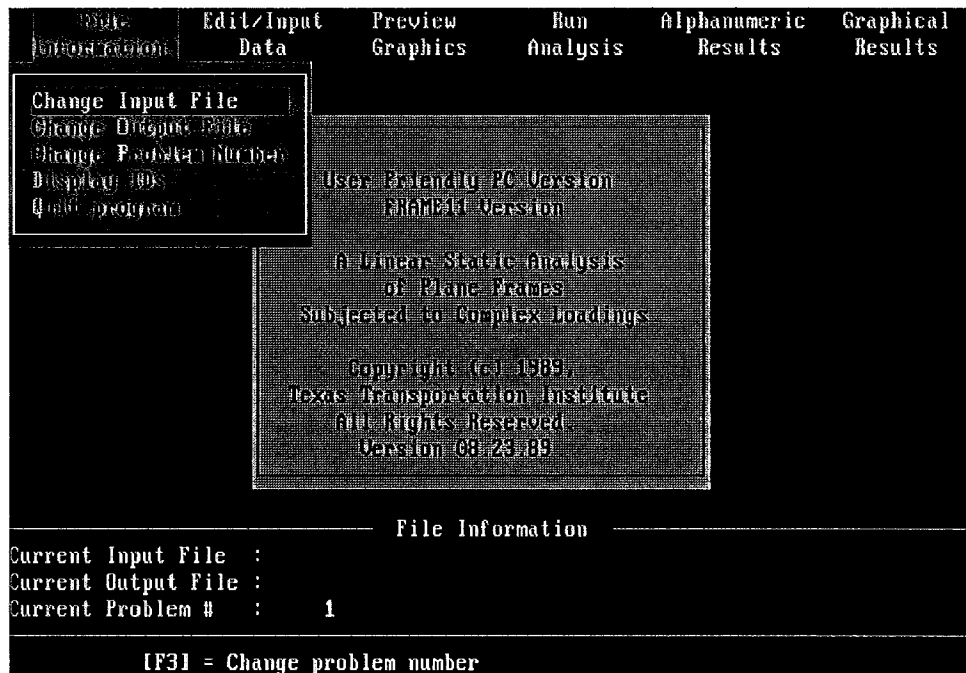 File Edit/Input Preview Run Alphanumeric Graphical
Information Data Graphics Analysis Results Results
Change Input File
Change Output File
Change Problem Number
Display IDs
Quit program
User Friendly PC Version
FRAME11 Version
A Linear Static Analysis
of Plane Frames
Subjected to Complex Loadings
Copyright (c) 1989,
Texas Transportation Institute
All Rights Reserved.
Version 08.23.89
File Information
Current Input File :
Current Output File :
Current Problem # : 1
[F3] = Change problem number